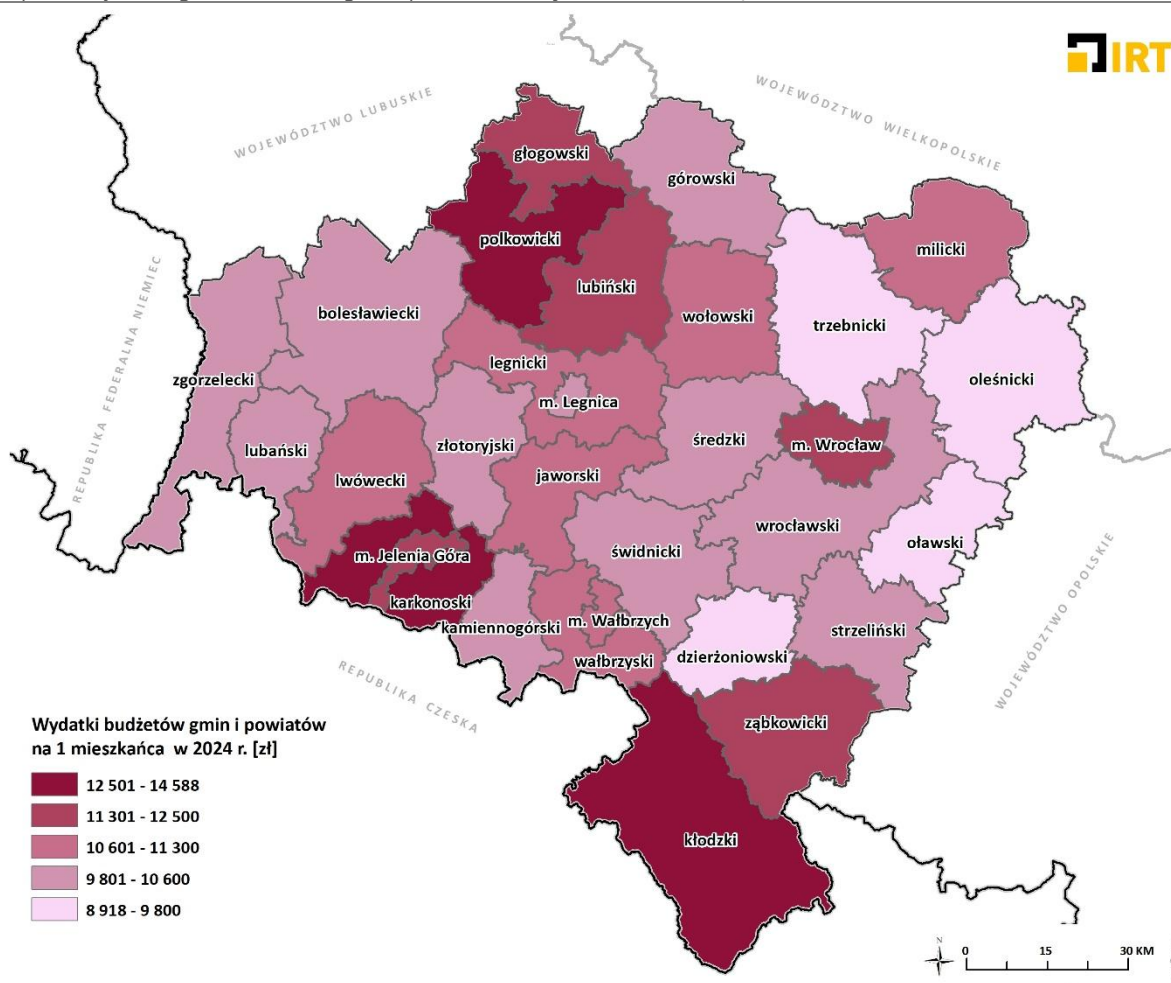 IRT
WOJEWÓDZTWO LUBUSKIE
WOJEWÓDZTWO WIELKOPOLSKIE
głogowski
górowski
polkowicki
milicki
lubiński
bolesławiecki
wołowski
trzebnicki
REPUBLIKA FEDERALNA NIEMIEC
legnicki
zgorzelecki
oleśnicki
m. Legnica
lubański
złotoryjski
średzki
m. Wrocław
lwówecki
jaworski
wrocławski
oławski
m. Jelenia Góra
świdnicki
karkonoski
kamiennogórski
m. Wałbrzych
strzeliński
wałbrzyski
dzierżoniowski
WOJEWÓDZTWO OPOLSKIE
REPUBLIKA CZESKA
ząbkowicki
kłodzki
Wydatki budżetów gmin i powiatów
na 1 mieszkańca w 2024 r. [zł]
12 501 - 14 588
11 301 - 12 500
10 601 - 11 300
9 801 - 10 600
8 918 - 9 800
N
0 15 30 KM